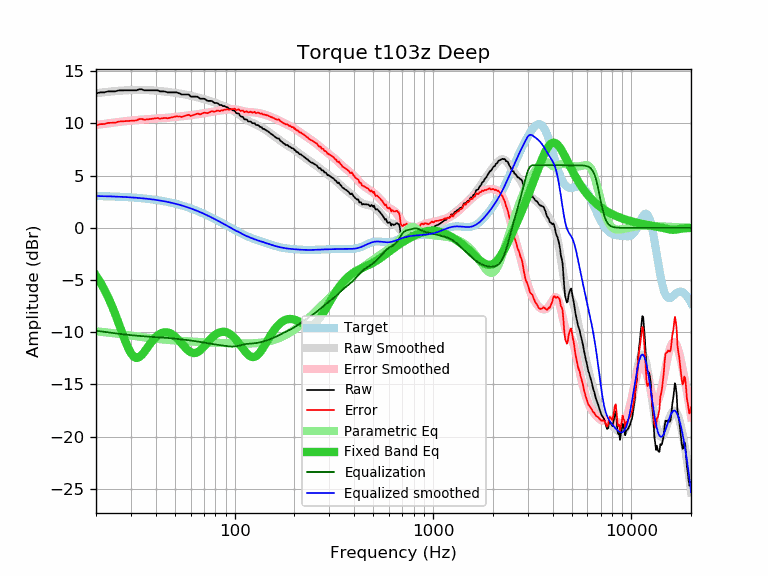 Torque t103z Deep
15
10
5
0
−5
−10
−15
−20
−25
Amplitude (dBr)
Target
Raw Smoothed
Error Smoothed
Raw
Error
Parametric Eq
Fixed Band Eq
Equalization
Equalized smoothed
100
1000
10000
Frequency (Hz)